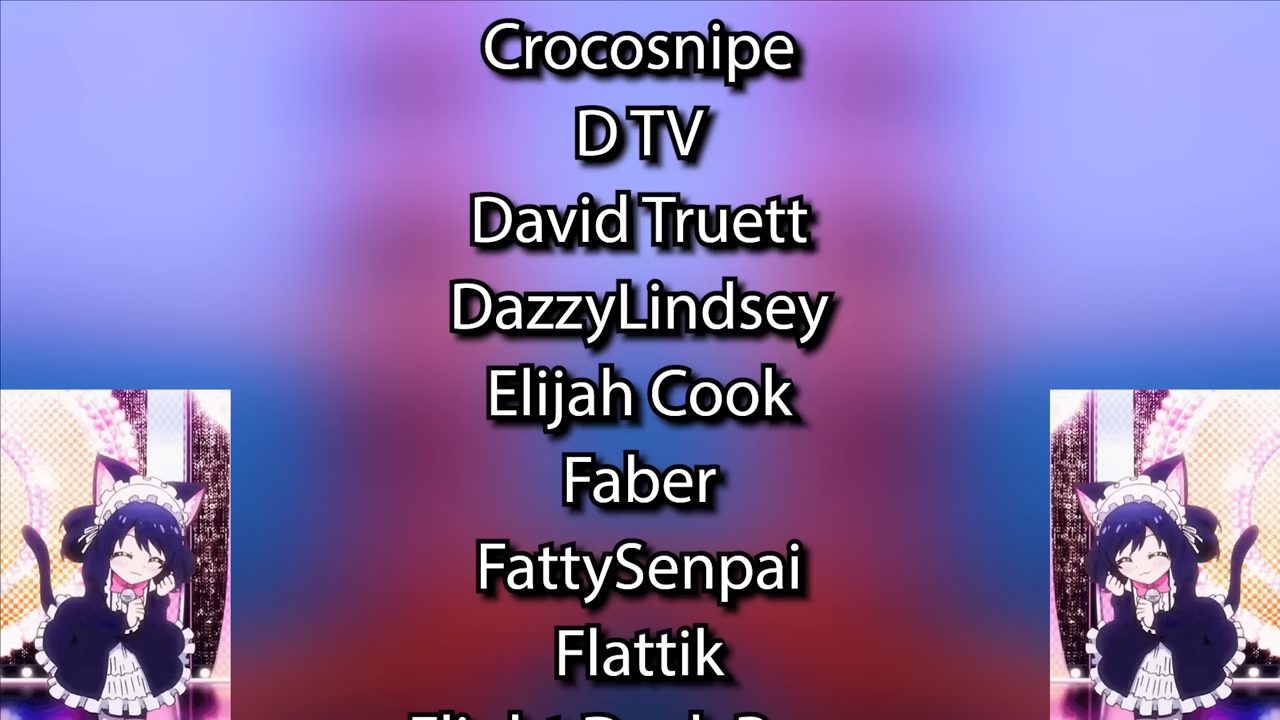 Crocosnipe
D TV
David Truett
DazzyLindsey
Elijah Cook
Faber
FattySenpai
Flattik